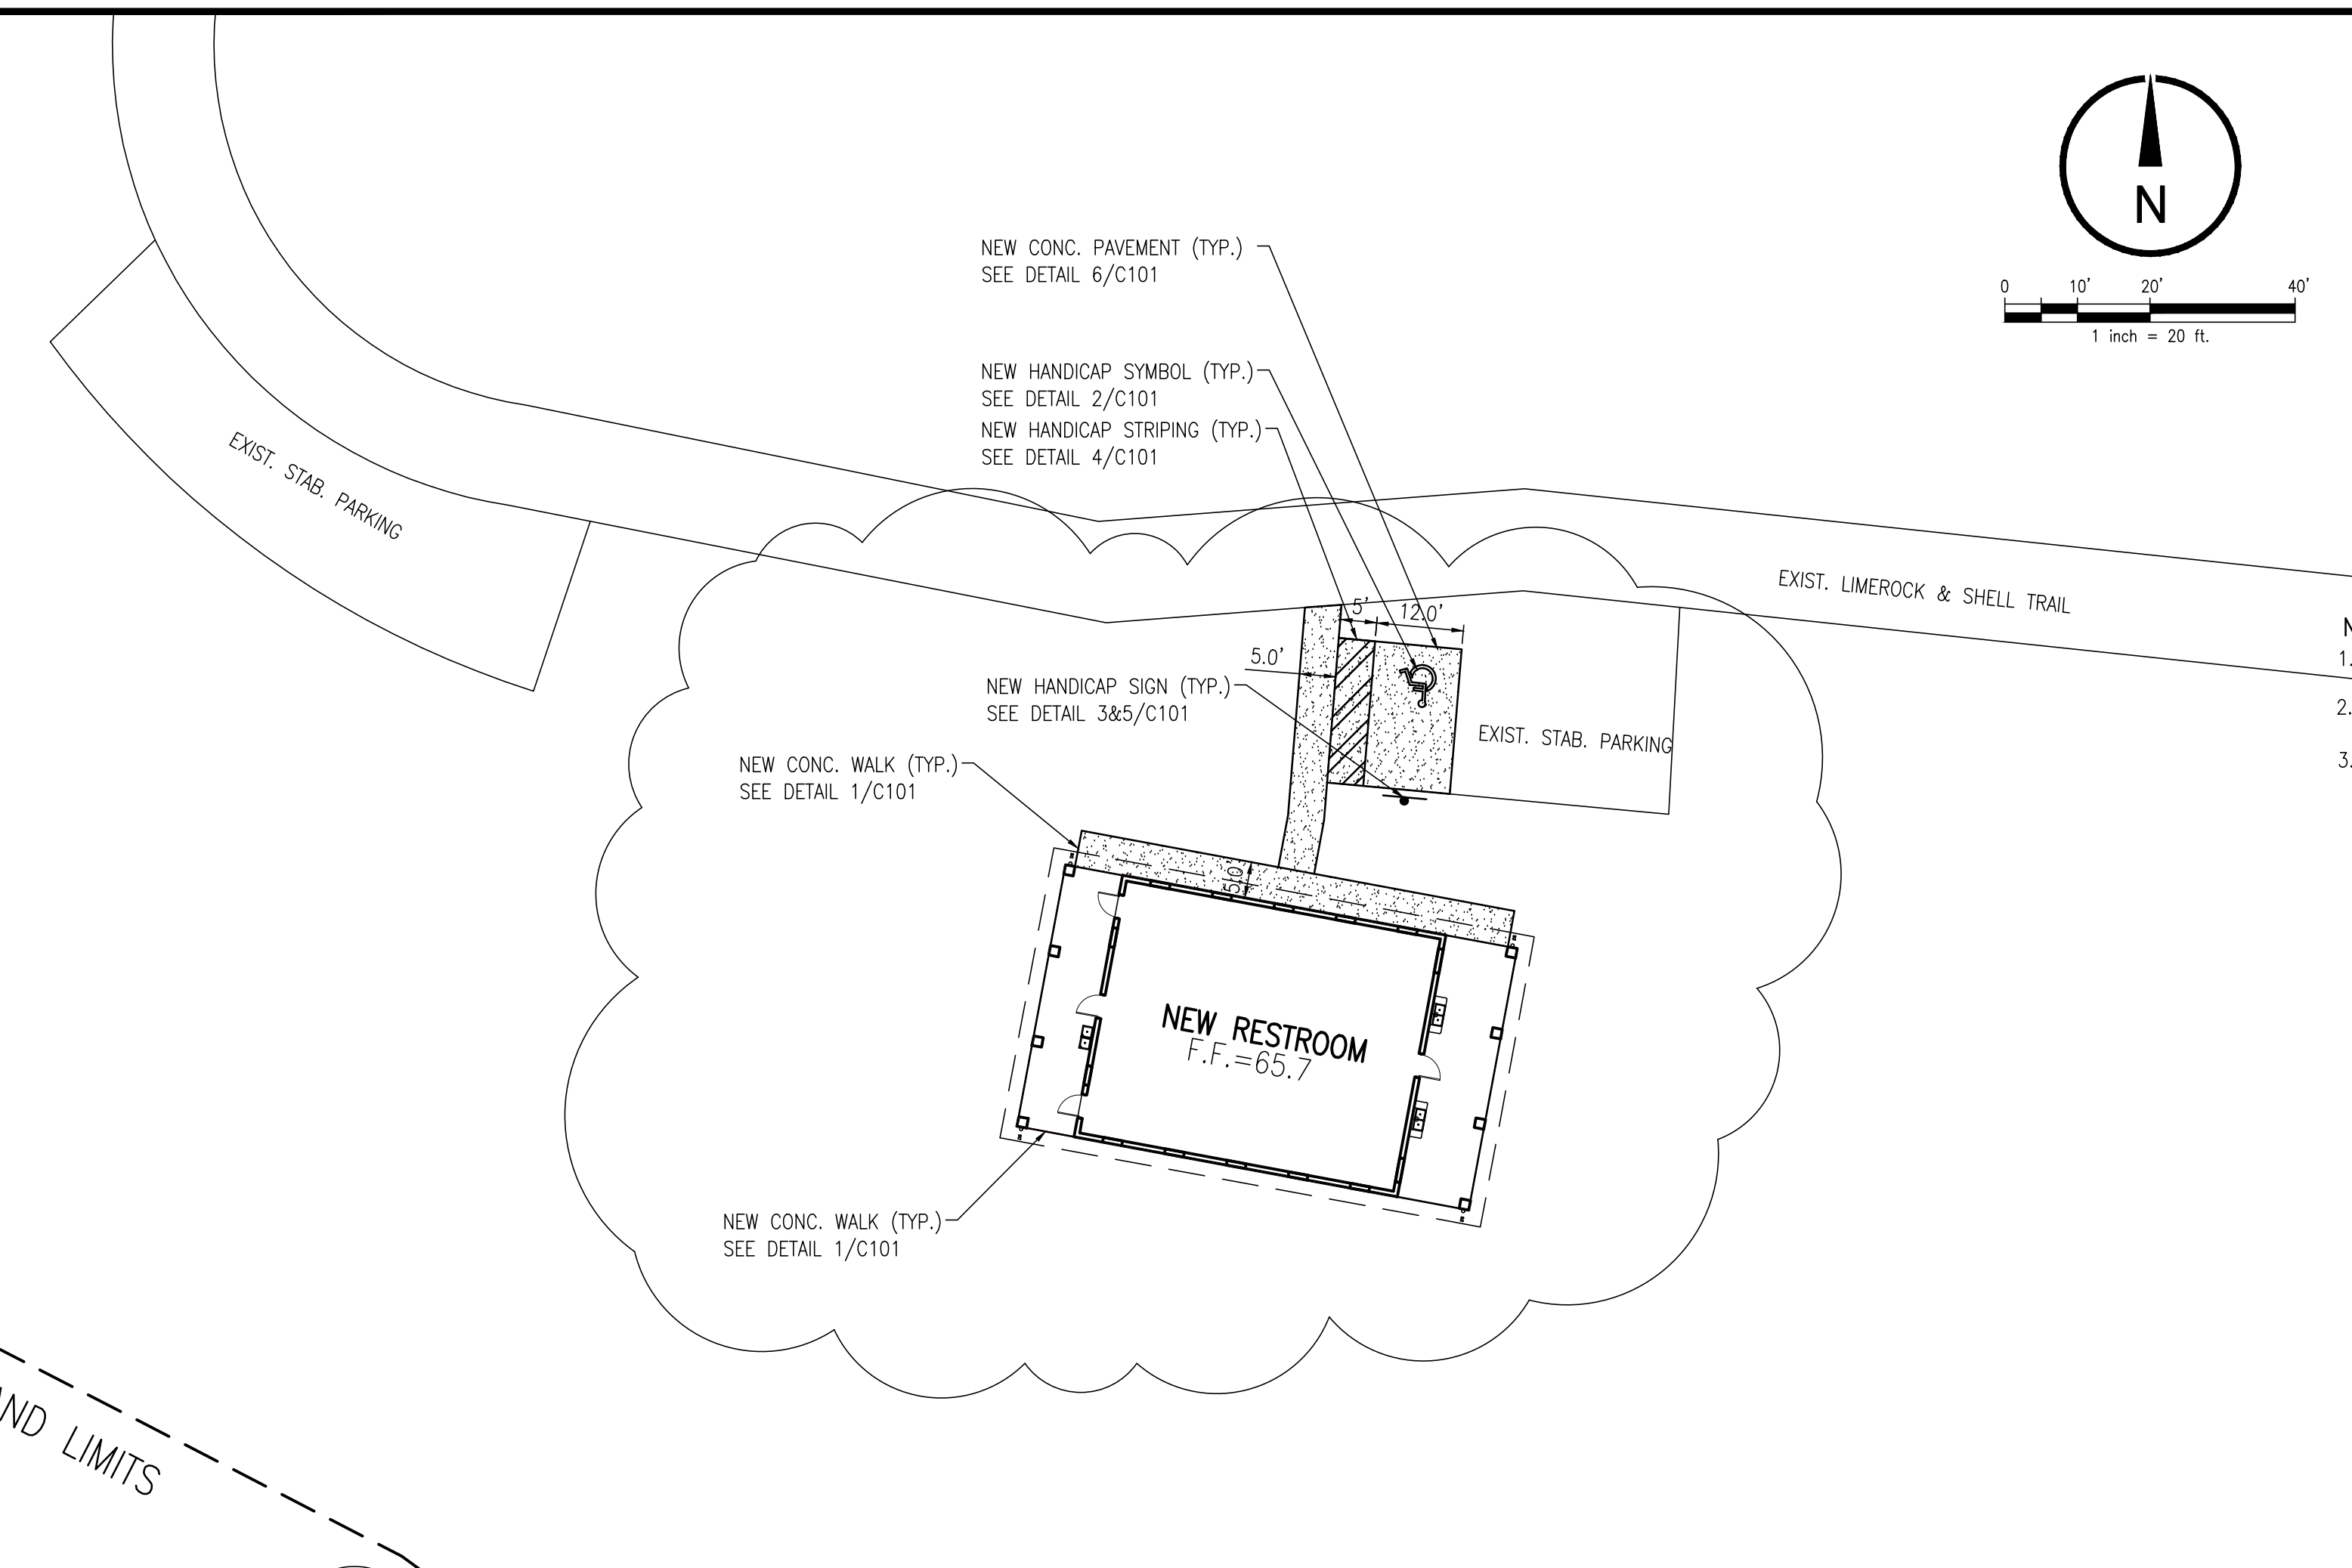 N
0 10' 20' 40'
1 inch = 20 ft.
NEW CONC. PAVEMENT (TYP.)
SEE DETAIL 6/C101
NEW HANDICAP SYMBOL (TYP.)
SEE DETAIL 2/C101
NEW HANDICAP STRIPING (TYP.)
SEE DETAIL 4/C101
EXIST. STAB. PARKING
EXIST. LIMEROCK & SHELL TRAIL
5' 12.0'
5.0'
NEW HANDICAP SIGN (TYP.)
SEE DETAIL 3&5/C101
EXIST. STAB. PARKING
1.
2.
3.
NEW CONC. WALK (TYP.)
SEE DETAIL 1/C101
5.0'
NEW RESTROOM
F.F.=65.7
NEW CONC. WALK (TYP.)
SEE DETAIL 1/C101
LIMITS